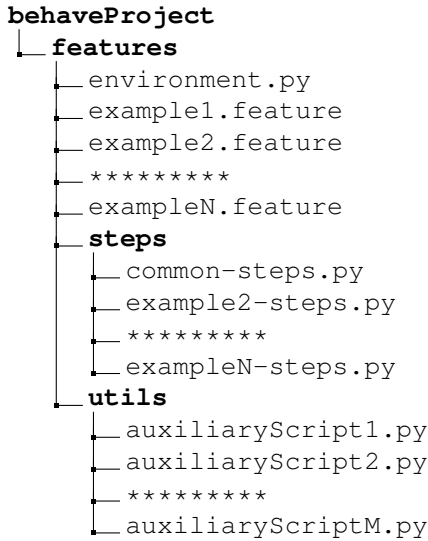 behaveProject
features
environment.py
example1.feature
example2.feature
*********
exampleN.feature
steps
common-steps.py
example2-steps.py
*********
exampleN-steps.py
utils
auxiliaryScript1.py
auxiliaryScript2.py
*********
auxiliaryScriptM.py